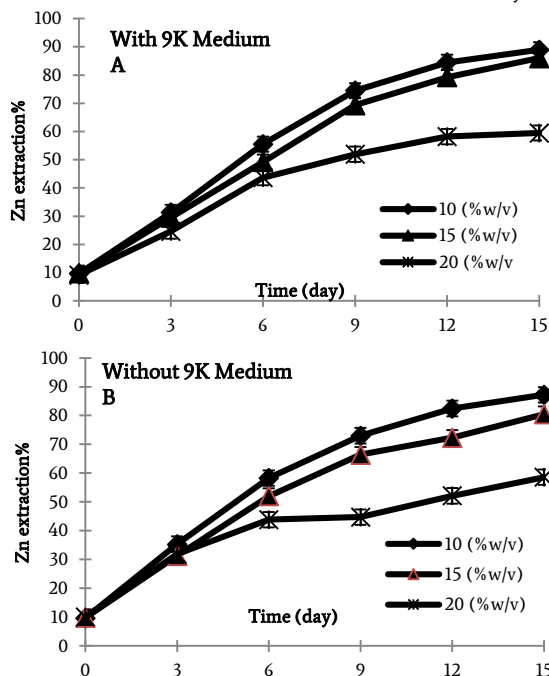 With 9K Medium
A
Zn extraction%
100
90
80
70
60
50
40
30
20
10
0
10 (%w/v)
15 (%w/v)
20 (%w/v
Time (day)
0 3 6 9 12 15
Without 9K Medium
B
Zn extraction%
100
90
80
70
60
50
40
30
20
10
0
10 (%w/v)
15 (%w/v)
20 (%w/v)
Time (day)
0 3 6 9 12 15